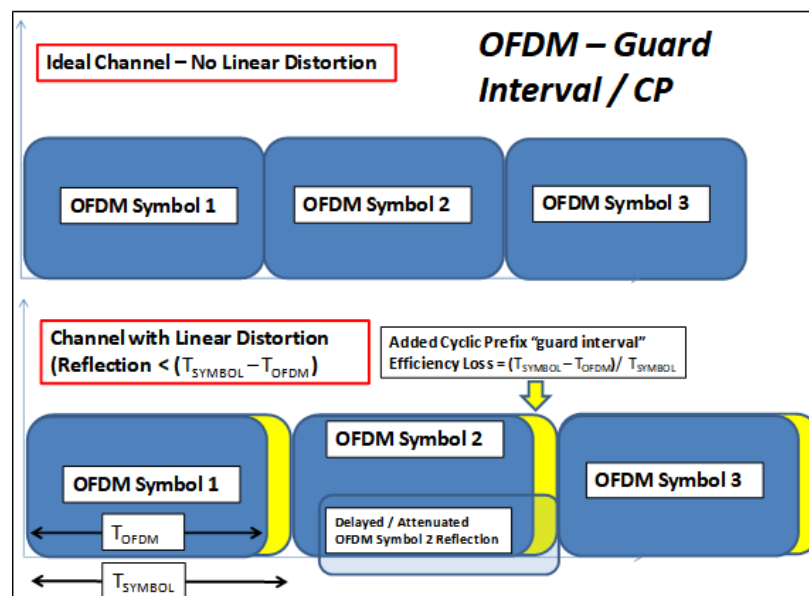 OFDM – Guard
Interval / CP
Ideal Channel – No Linear Distortion
OFDM Symbol 1
OFDM Symbol 2
OFDM Symbol 3
Channel with Linear Distortion
(Reflection < (TSYMBOL – TOFDM)
Added Cyclic Prefix "guard interval"
Efficiency Loss = (TSYMBOL – TOFDM)/ TSYMBOL
OFDM Symbol 1
OFDM Symbol 2
OFDM Symbol 3
Delayed / Attenuated
OFDM Symbol 2 Reflection
TOFDM
TSYMBOL